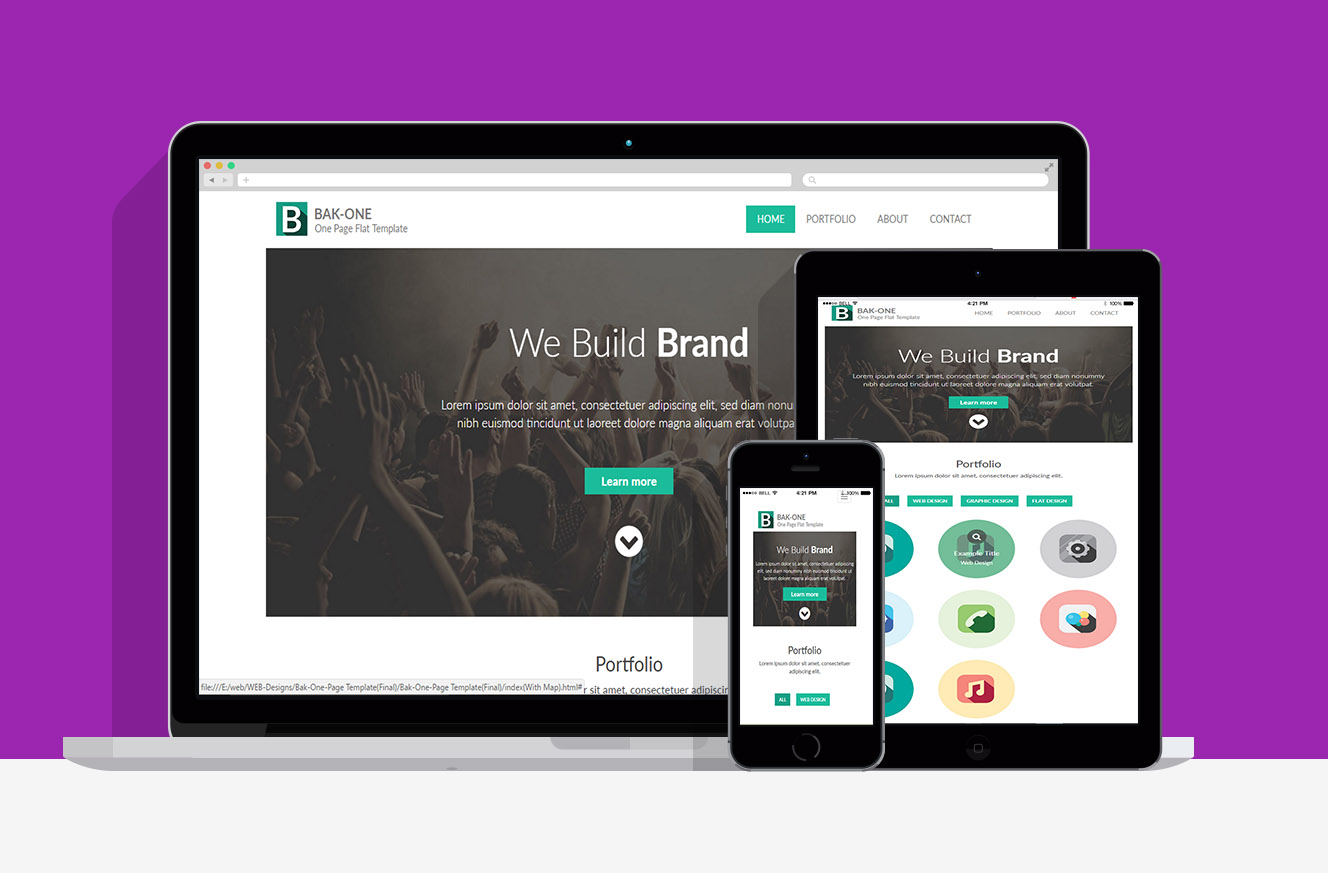 B BAK-ONE
One Page Flat Template
HOME PORTFOLIO ABOUT CONTACT
We Build Brand
Lorem ipsum dolor sit amet, consectetuer adipiscing elit, sed diam nonu
nibh euismod tincidunt ut laoreet dolore magna aliquam erat volutpa
Learn more
Portfolio
file:///E:/web/WEB-Designs/Bak-One-Page Template(Final)/Bak-One-Page Template(Final)/index(With Map).html#
r sit amet, consectetuer adipiscin
BELL 4:21 PM 100%
B BAK-ONE
One Page Flat Template
HOME PORTFOLIO ABOUT CONTACT
We Build Brand
Lorem ipsum dolor sit amet, consectetuer adipiscing elit, sed diam nonummy
nibh euismod tincidunt ut laoreet dolore magna aliquam erat volutpat.
Learn more
Portfolio
Lorem ipsum dolor sit amet, consectetuer adipiscing elit.
ALL WEB DESIGN GRAPHIC DESIGN FLAT DESIGN
Example Title
Web Design
BELL 4:21 PM 100%
B BAK-ONE
One Page Flat Template
We Build Brand
Lorem ipsum dolor sit amet, consectetuer adipiscing
elit, sed diam nonummy nibh euismod tincidunt ut
laoreet dolore magna aliquam erat volutpat.
Learn more
Portfolio
Lorem ipsum dolor sit amet, consectetuer
adipiscing elit.
ALL WEB DESIGN